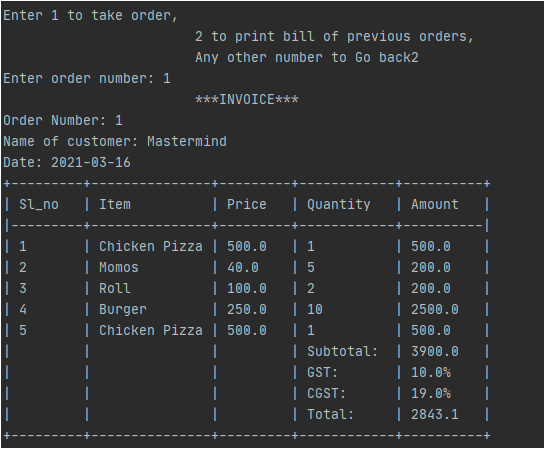 Enter 1 to take order,
2 to print bill of previous orders,
Any other number to Go back2
Enter order number: 1
***INVOICE***
Order Number: 1
Name of customer: Mastermind
Date: 2021-03-16
+---------+---------------+---------+------------+----------+
| Sl_no | Item | Price | Quantity | Amount |
|---------+---------------+---------+------------+----------|
| 1 | Chicken Pizza | 500.0 | 1 | 500.0 |
| 2 | Momos | 40.0 | 5 | 200.0 |
| 3 | Roll | 100.0 | 2 | 200.0 |
| 4 | Burger | 250.0 | 10 | 2500.0 |
| 5 | Chicken Pizza | 500.0 | 1 | 500.0 |
| | | | Subtotal: | 3900.0 |
| | | | GST: | 10.0% |
| | | | CGST: | 19.0% |
| | | | Total: | 2843.1 |
+---------+---------------+---------+------------+----------+